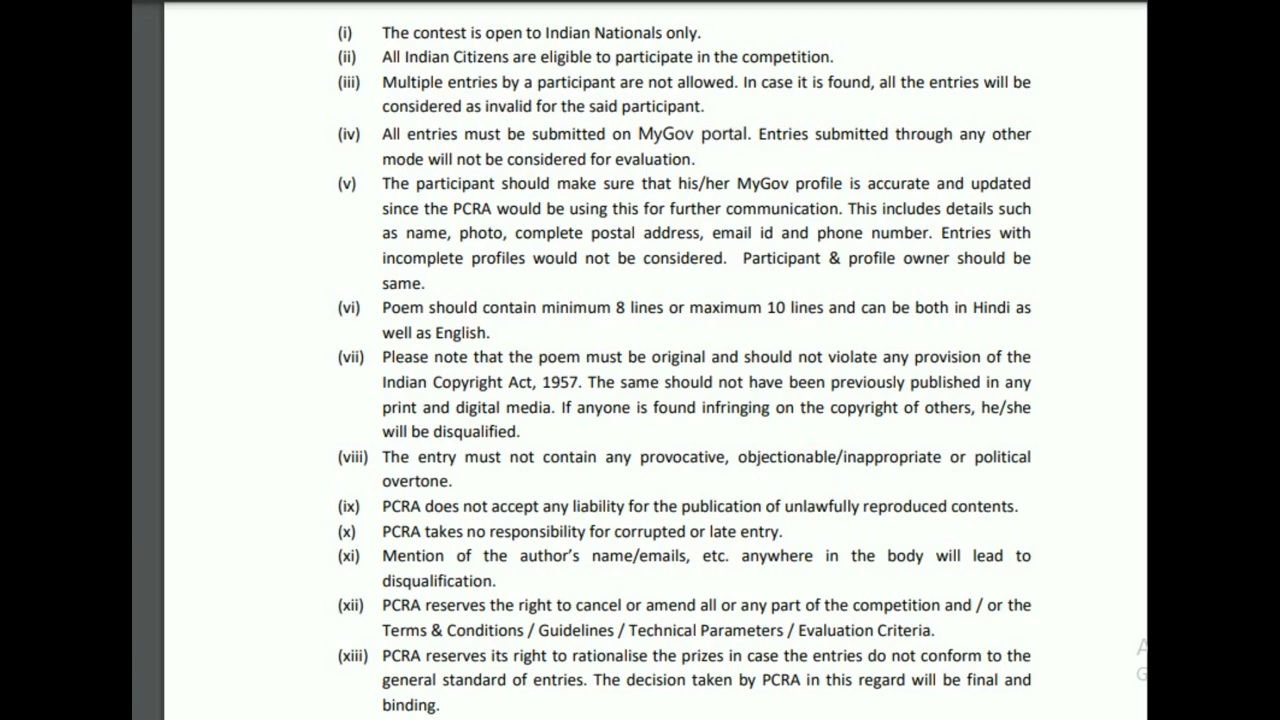 (i) The contest is open to Indian Nationals only.
(ii) All Indian Citizens are eligible to participate in the competition.
(iii) Multiple entries by a participant are not allowed. In case it is found, all the entries will be
considered as invalid for the said participant.
(iv) All entries must be submitted on MyGov portal. Entries submitted through any other
mode will not be considered for evaluation.
(v) The participant should make sure that his/her MyGov profile is accurate and updated
since the PCRA would be using this for further communication. This includes details such
as name, photo, complete postal address, email id and phone number. Entries with
incomplete profiles would not be considered. Participant & profile owner should be
same.
(vi) Poem should contain minimum 8 lines or maximum 10 lines and can be both in Hindi as
well as English.
(vii) Please note that the poem must be original and should not violate any provision of the
Indian Copyright Act, 1957. The same should not have been previously published in any
print and digital media. If anyone is found infringing on the copyright of others, he/she
will be disqualified.
(viii) The entry must not contain any provocative, objectionable/inappropriate or political
overtone.
(ix) PCRA does not accept any liability for the publication of unlawfully reproduced contents.
(x) PCRA takes no responsibility for corrupted or late entry.
(xi) Mention of the author's name/emails, etc. anywhere in the body will lead to
disqualification.
(xii) PCRA reserves the right to cancel or amend all or any part of the competition and / or the
Terms & Conditions / Guidelines / Technical Parameters / Evaluation Criteria.
(xiii) PCRA reserves its right to rationalise the prizes in case the entries do not conform to the
general standard of entries. The decision taken by PCRA in this regard will be final and
binding.